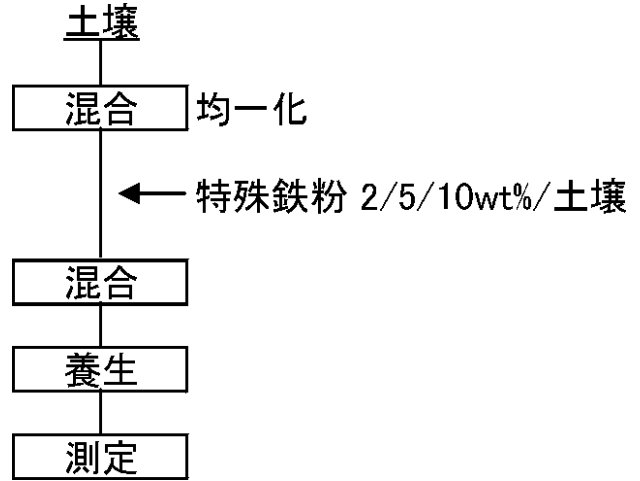 土壌
混合 均一化
特殊鉄粉 2/5/10wt%/土壌
混合
養生
測定